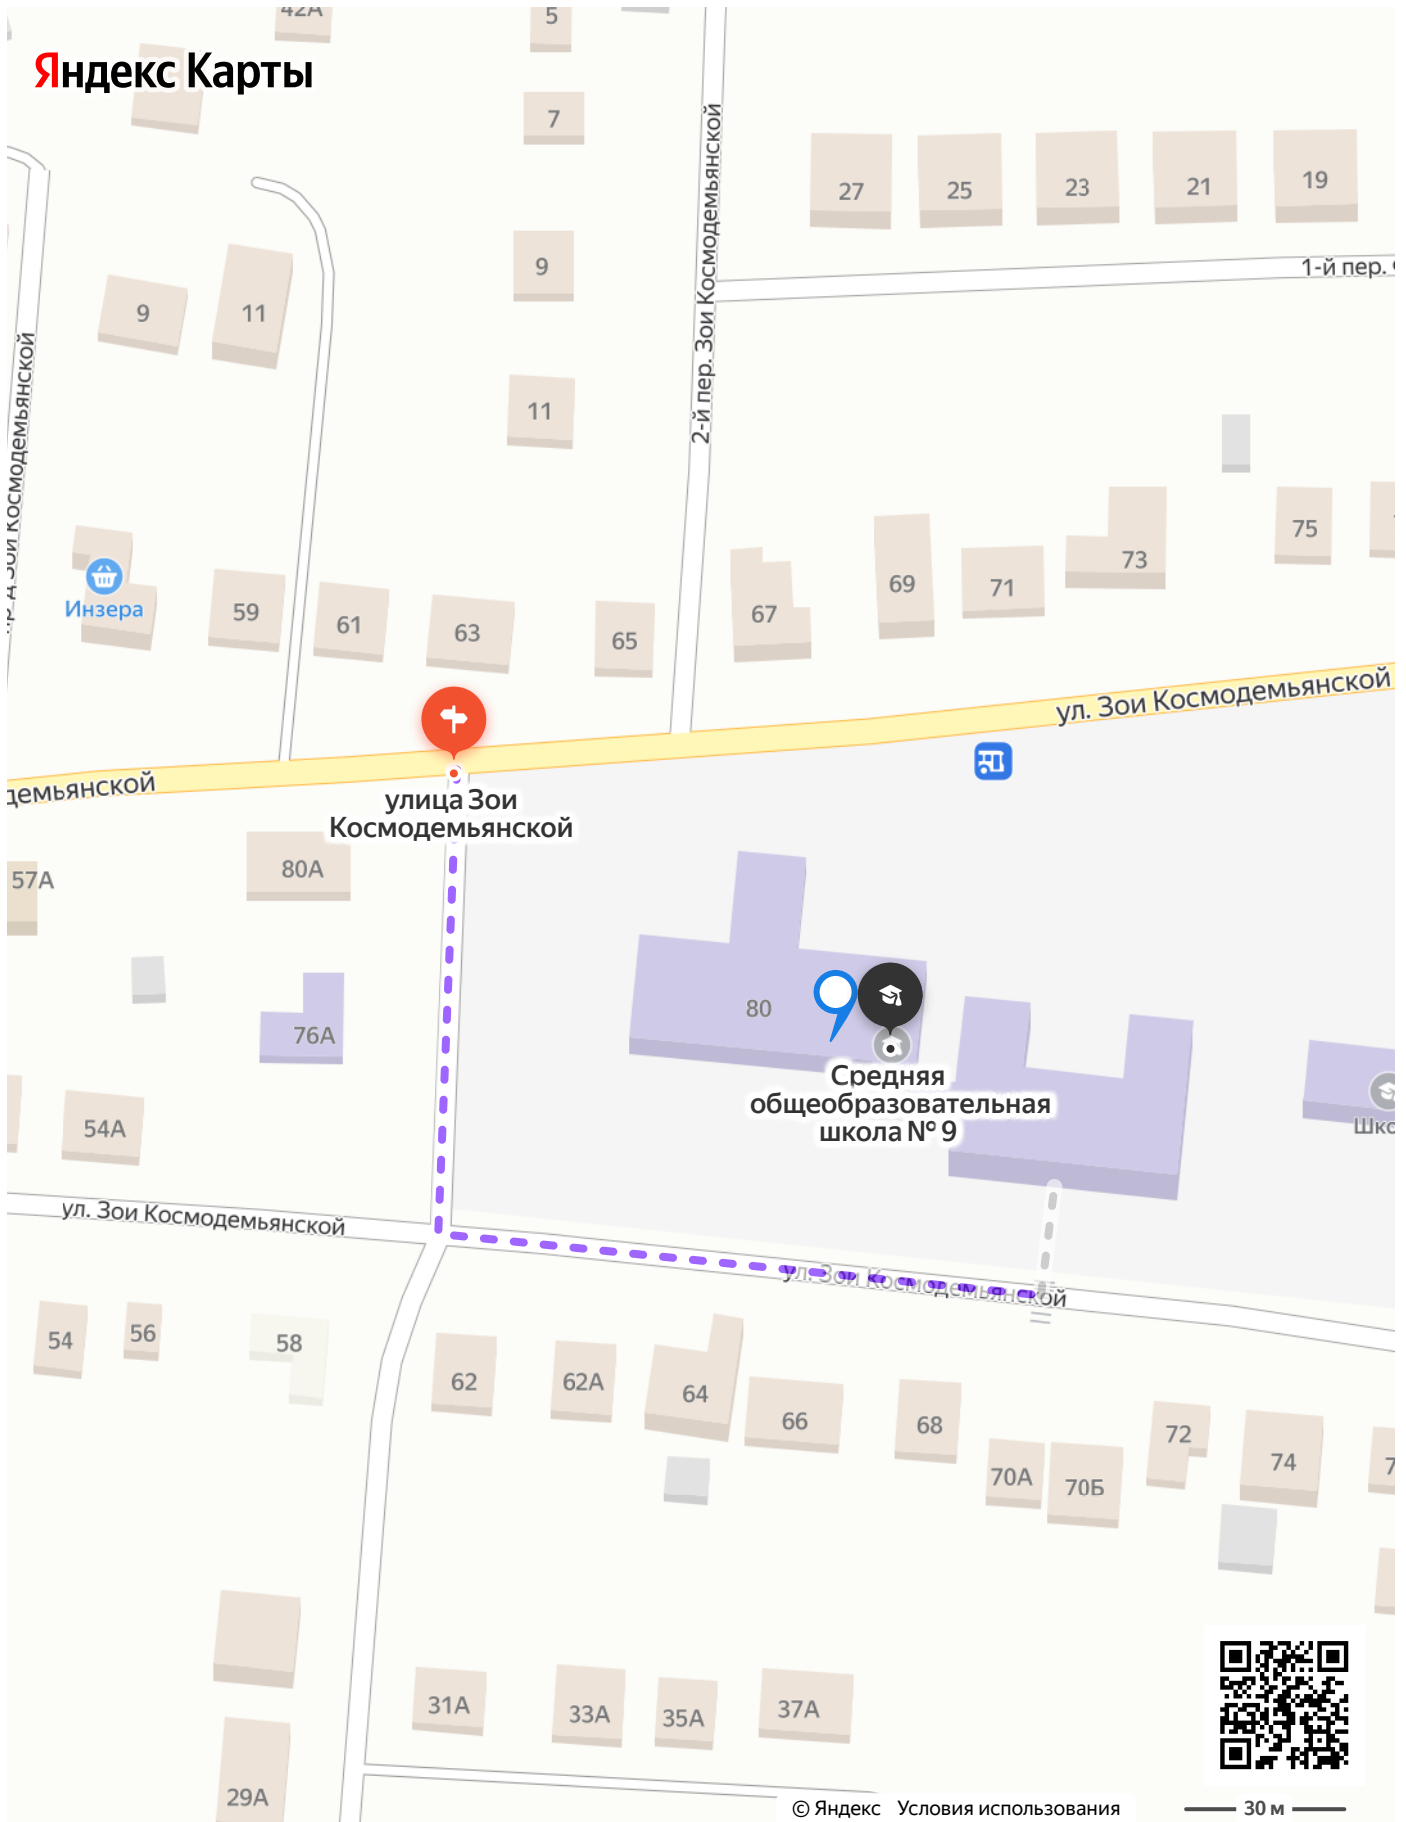 42А
5
Яндекс Карты
7
2-й пер. Зои Космодемьянской
27
25
23
21
19
1-й пер.
9
9
11
11
Зои Космодемьянской
75
73
69
71
67
Инзера
59
61
63
65
ул. Зои Космодемьянской
улица Зои
Космодемьянской
80А
57А
80
76А
Средняя
общеобразовательная
школа № 9
54А
ул. Зои Космодемьянской
ул. Зои Космодемьянской
54
56
58
62
62А
64
66
68
70А
70Б
72
74
31А
33А
35А
37А
29А
© Яндекс Условия использования
30 м